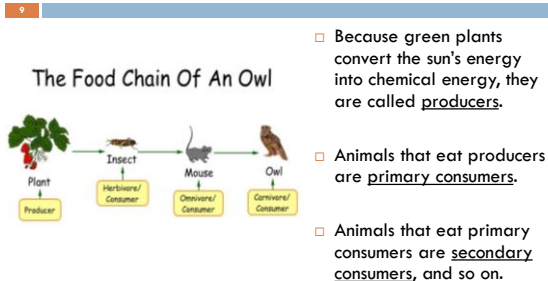 9
The Food Chain Of An Owl
Plant
Insect
Mouse
Owl
Producer
Herbivore/
Consumer
Omnivore/
Consumer
Carnivore/
Consumer
Because green plants
convert the sun's energy
into chemical energy, they
are called producers.
Animals that eat producers
are primary consumers.
Animals that eat primary
consumers are secondary
consumers, and so on.